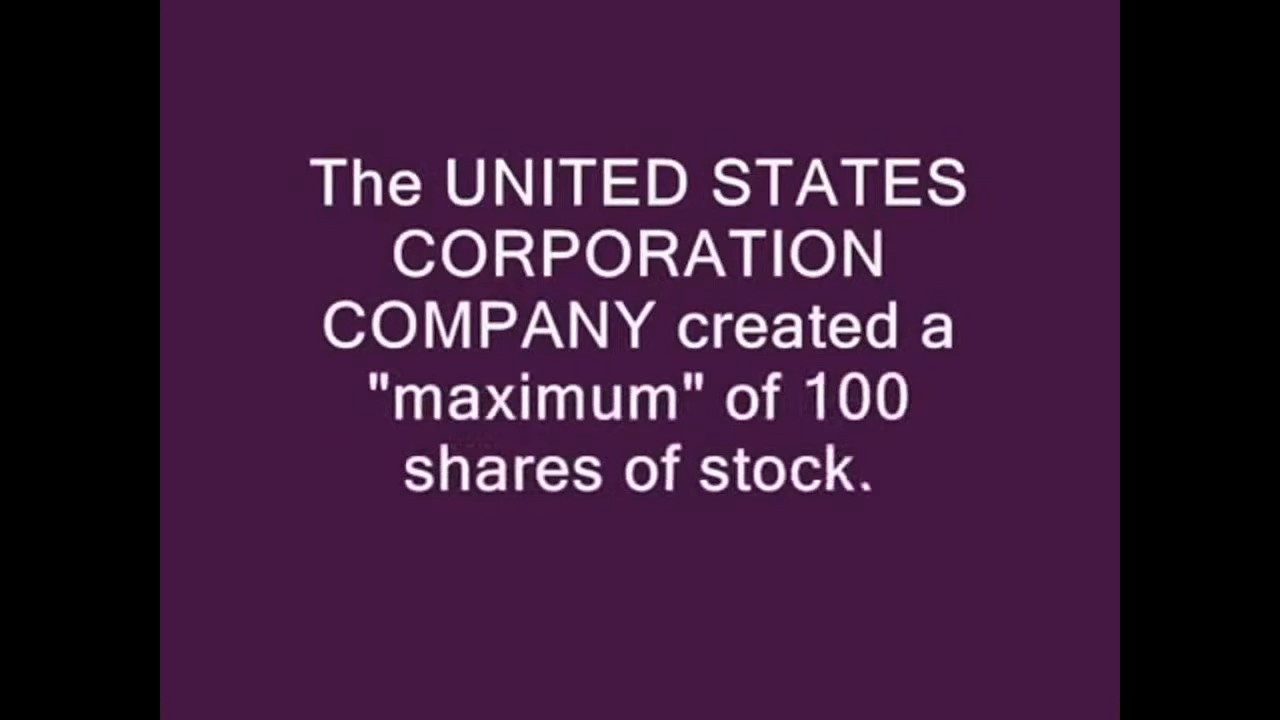 The UNITED STATES
CORPORATION
COMPANY created a
"maximum" of 100
shares of stock.